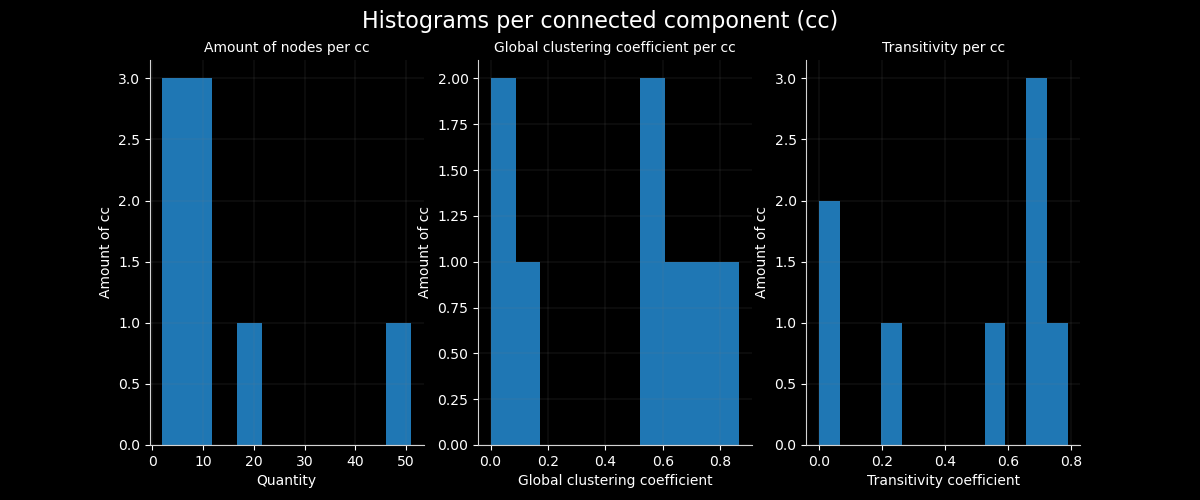 Histograms per connected component (cc)
Amount of nodes per cc
Global clustering coefficient per cc
Transitivity per cc
3.0
2.5
2.0
1.5
1.0
0.5
0.0
Amount of cc
0 10 20 30 40 50
Quantity
2.00
1.75
1.50
1.25
1.00
0.75
0.50
0.25
0.00
Amount of cc
0.0 0.2 0.4 0.6 0.8
Global clustering coefficient
3.0
2.5
2.0
1.5
1.0
0.5
0.0
Amount of cc
0.0 0.2 0.4 0.6 0.8
Transitivity coefficient